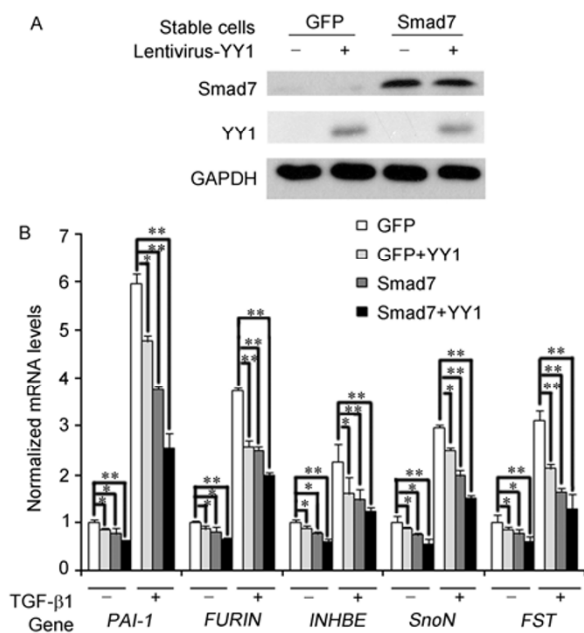 A
Stable cells GFP Smad7
Lentivirus-YY1 − + − +
Smad7
YY1
GAPDH
B
Normalized mRNA levels
7
6
5
4
3
2
1
0
GFP
GFP+YY1
Smad7
Smad7+YY1
** ** * ** ** ** ** ** * ** ** * ** ** **
** * * ** * * ** * * ** * * ** * *
TGF-β1 − + − + − + − + − +
Gene PAI-1 FURIN INHBE SnoN FST